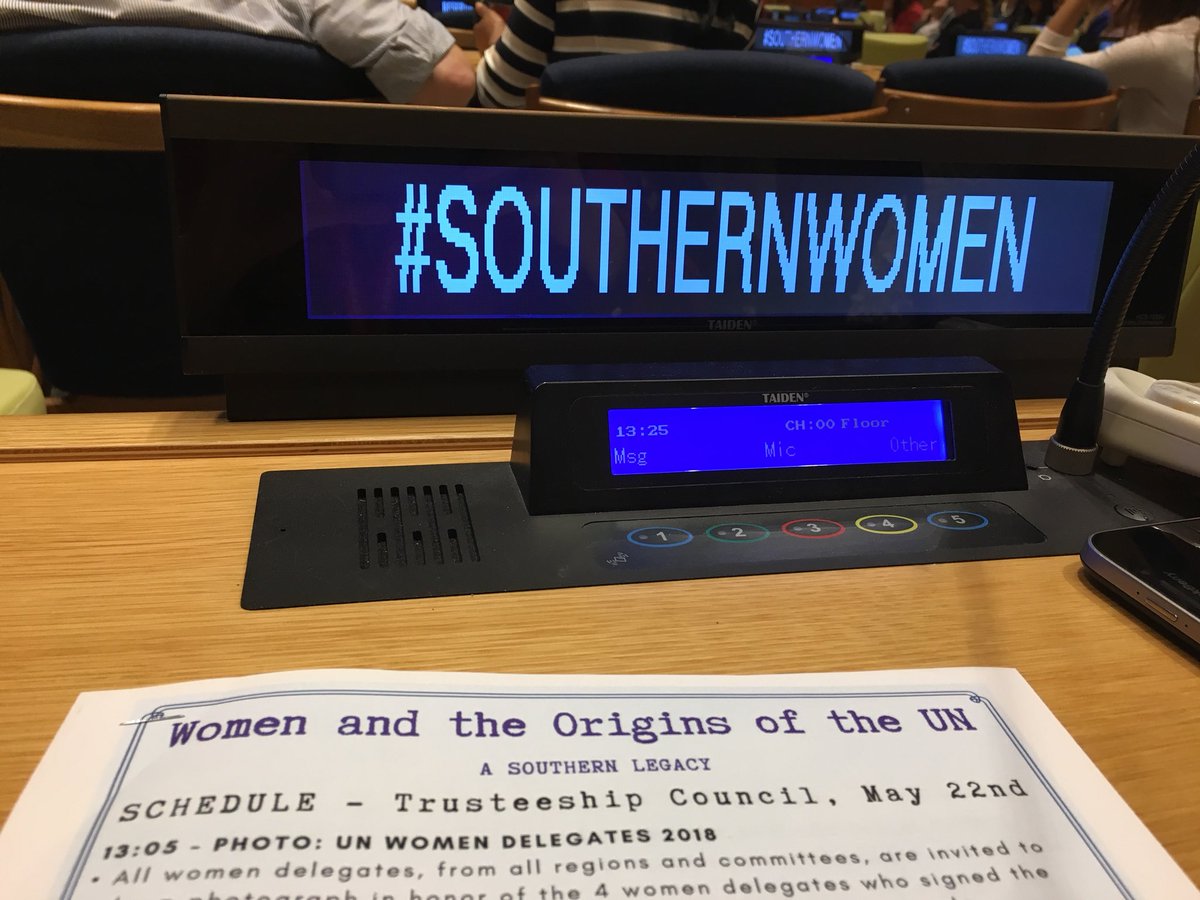 #SOUTHERNWOMEN
#SOUTHERNWOMEN
#SOUTHERNWOMEN
TAIDEN®
TAIDEN®
13:25 CH:00 Floor
Msg Mic Other
1 2 3 4 5
Women and the Origins of the UN
A SOUTHERN LEGACY
SCHEDULE - Trusteeship Council, May 22nd
13:05 - PHOTO: UN WOMEN DELEGATES 2018
• All women delegates, from all regions and committees, are invited to
photograph in honor of the 4 women delegates who signed the